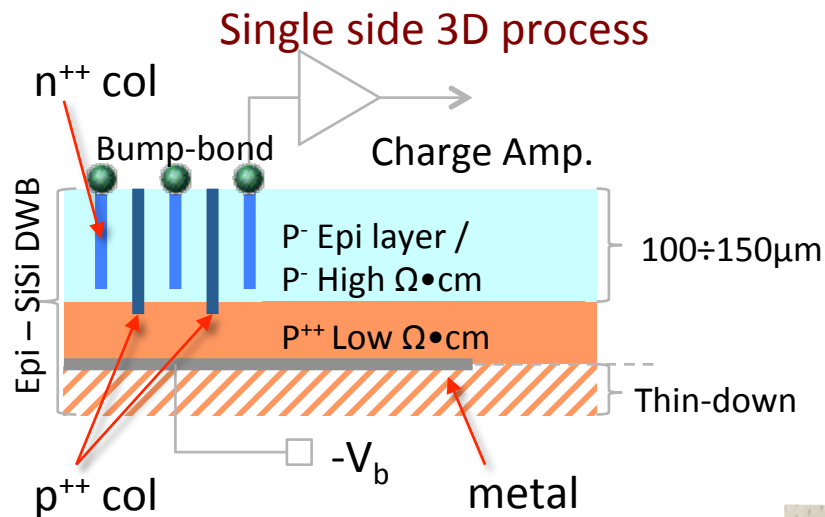 Single side 3D process
n⁺⁺ col
Bump-bond
Charge Amp.
Epi – SiSi DWB
P⁻ Epi layer /
P⁻ High Ω•cm
100÷150µm
P⁺⁺ Low Ω•cm
Thin-down
-V_b
p⁺⁺ col
metal